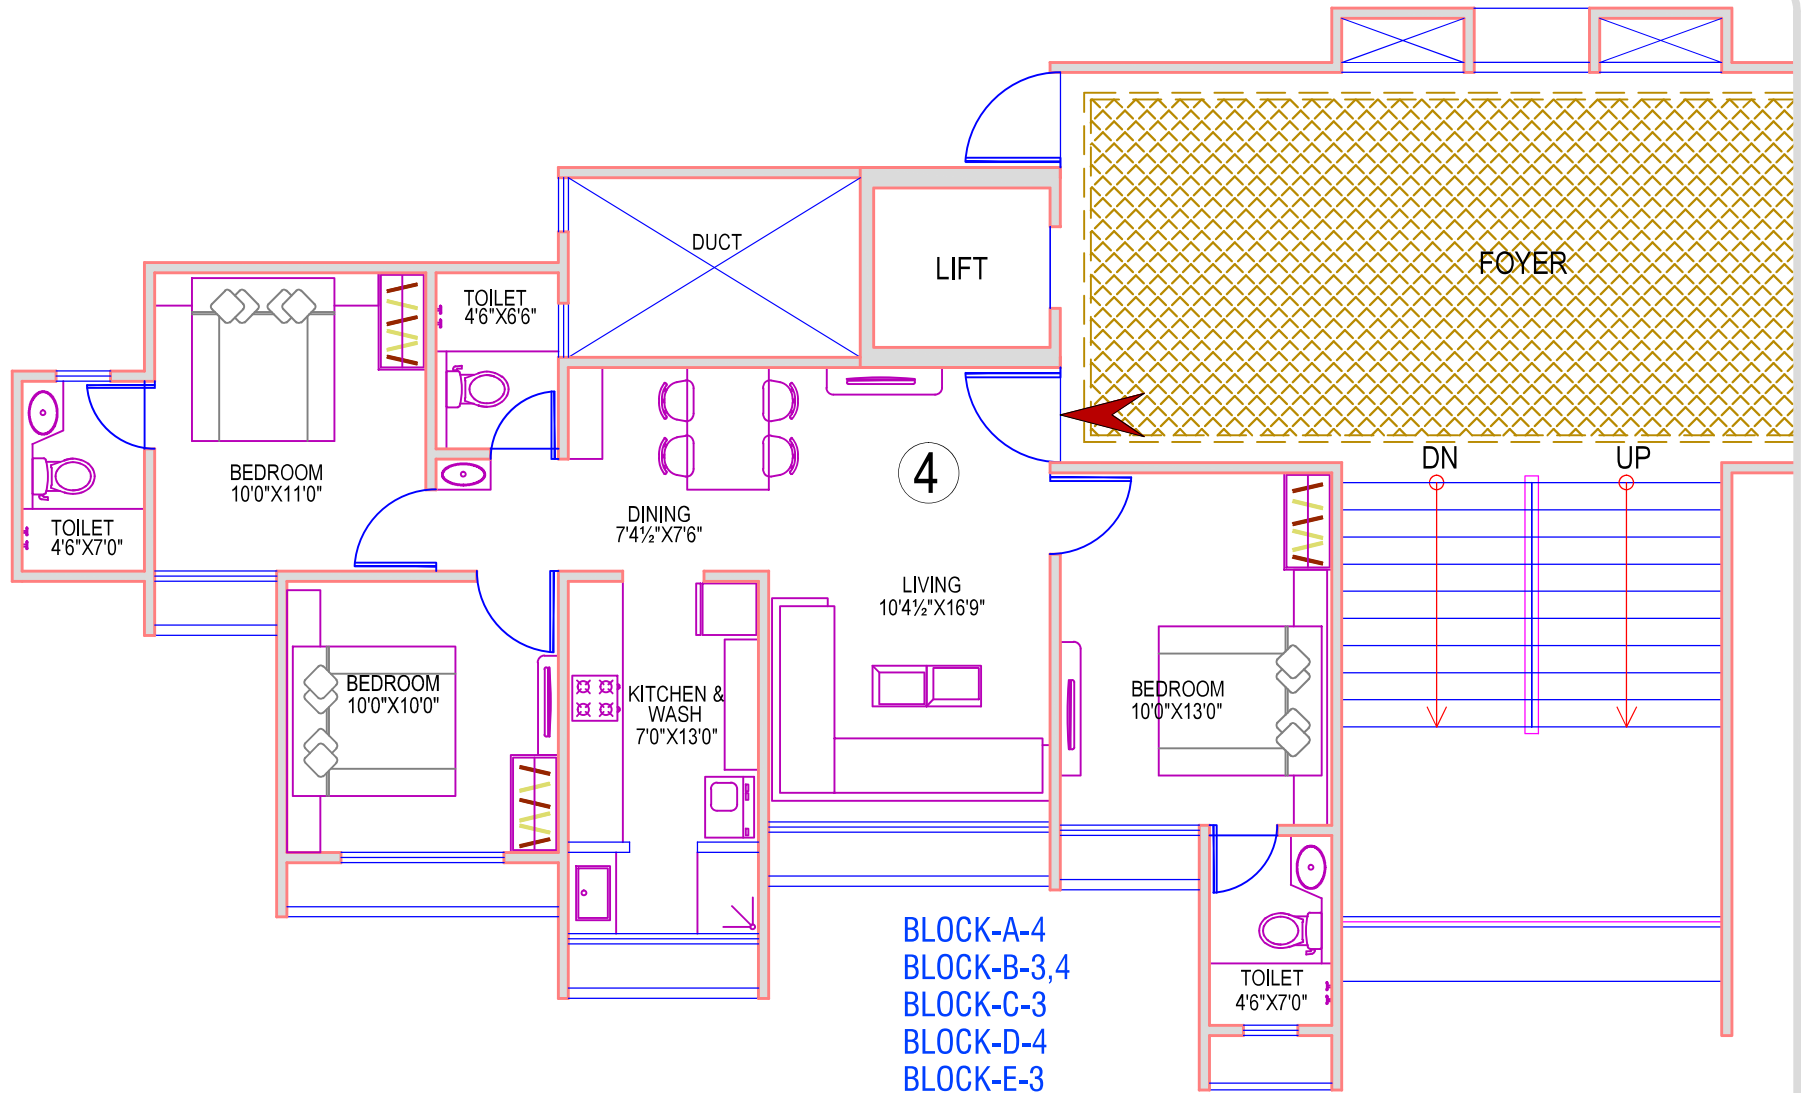 DUCT
LIFT
FOYER
TOILET
4'6"X6'6"
BEDROOM
10'0"X11'0"
TOILET
4'6"X7'0"
4
DN
UP
DINING
7'4½"X7'6"
LIVING
10'4½"X16'9"
BEDROOM
10'0"X10'0"
KITCHEN &
WASH
7'0"X13'0"
BEDROOM
10'0"X13'0"
TOILET
4'6"X7'0"
BLOCK-A-4
BLOCK-B-3,4
BLOCK-C-3
BLOCK-D-4
BLOCK-E-3